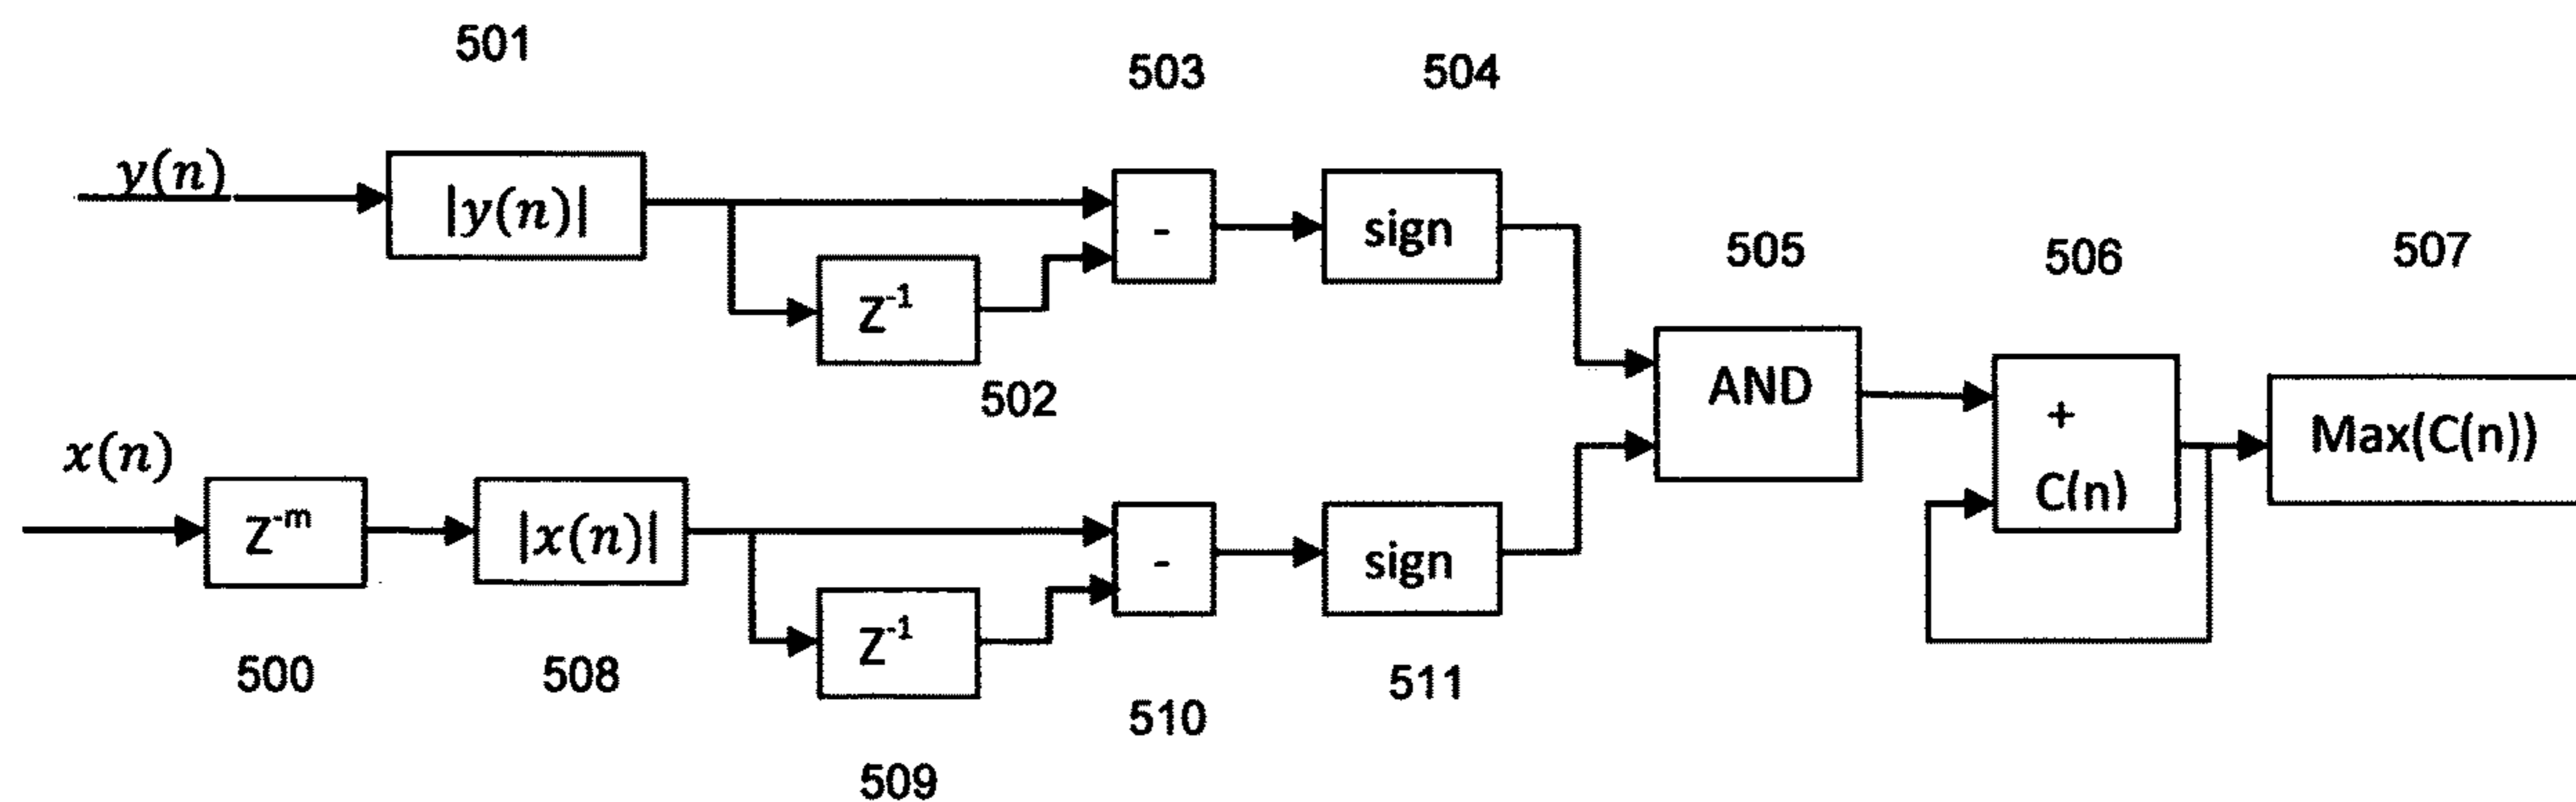 501
503
504
y(n)
|y(n)|
-
sign
505
506
507
Z⁻¹
502
AND
+
C(n)
Max(C(n))
x(n)
Z⁻ᵐ
|x(n)|
-
sign
Z⁻¹
500
508
510
511
509